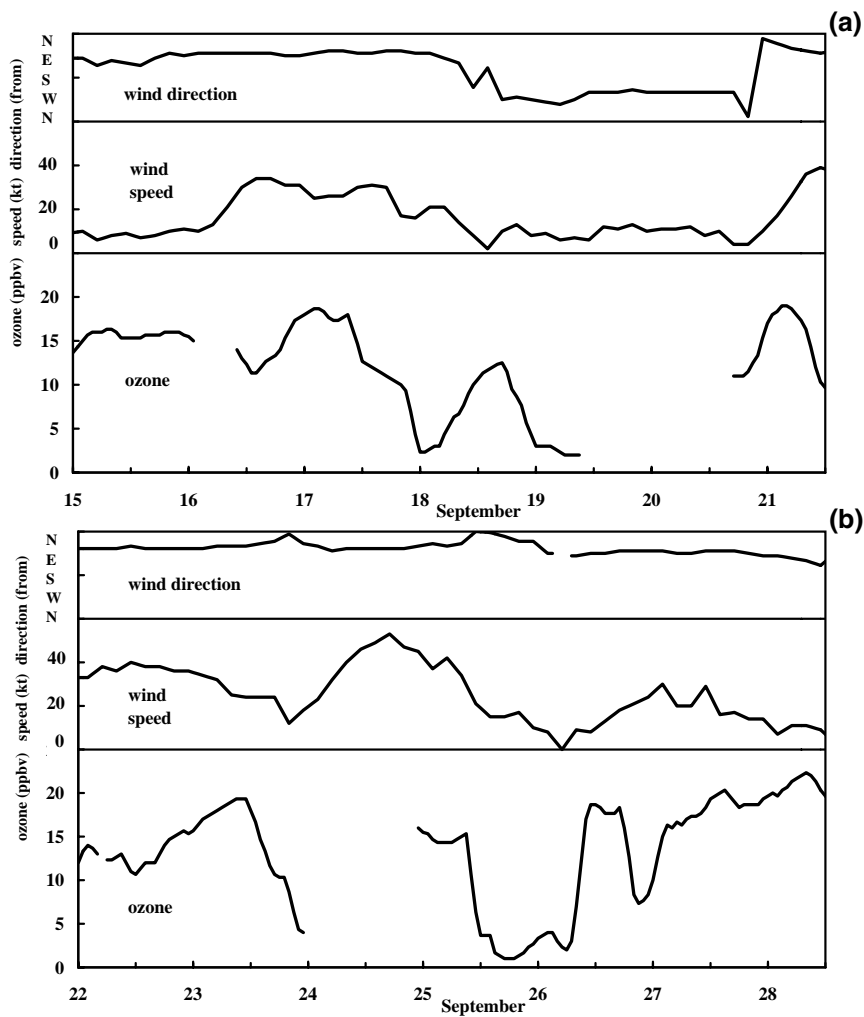 (a)
N
E
S
W
N
wind direction
direction (from)
40
20
0
wind
speed
speed (kt)
20
15
10
5
0
ozone
ozone (ppbv)
15 16 17 18 19 20 21
September
(b)
N
E
S
W
N
wind direction
direction (from)
40
20
0
wind
speed
speed (kt)
20
15
10
5
0
ozone
ozone (ppbv)
22 23 24 25 26 27 28
September